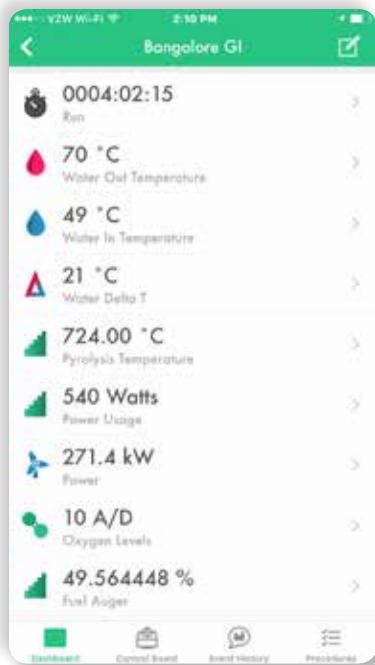 VZW Wi-Fi
2:10 PM
Bangalore GI
0004:02:15
Run
70 °C
Water Out Temperature
49 °C
Water In Temperature
21 °C
Water Delta T
724.00 °C
Pyrolysis Temperature
540 Watts
Power Usage
271.4 kW
Power
10 A/D
Oxygen Levels
49.564448 %
Fuel Auger
Dashboard
Control Board
Event History
Procedures